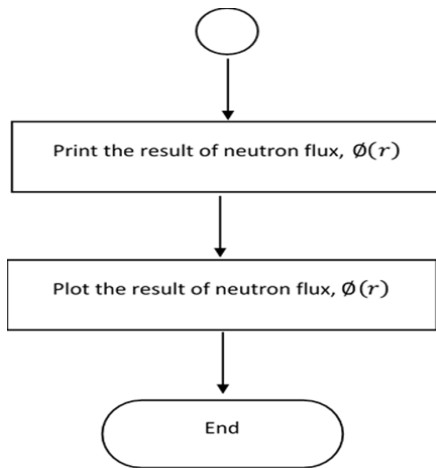 Print the result of neutron flux, Ø(r)
Plot the result of neutron flux, Ø(r)
End